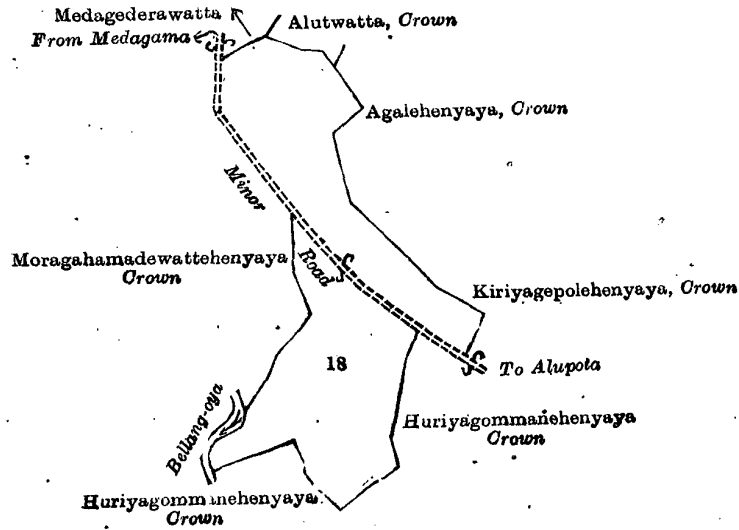 Medagederawatta
From Medagama
Alutwatta, Crown
Agalehenyaya, Crown
Minor
Road
Moragahamadewattehenyaya
Crown
Kiriyagepolehenyaya, Crown
18
To Alupota
Bellang-oya
Huriyagommanehenyaya
Crown
Huriyagommanehenyaya
Crown